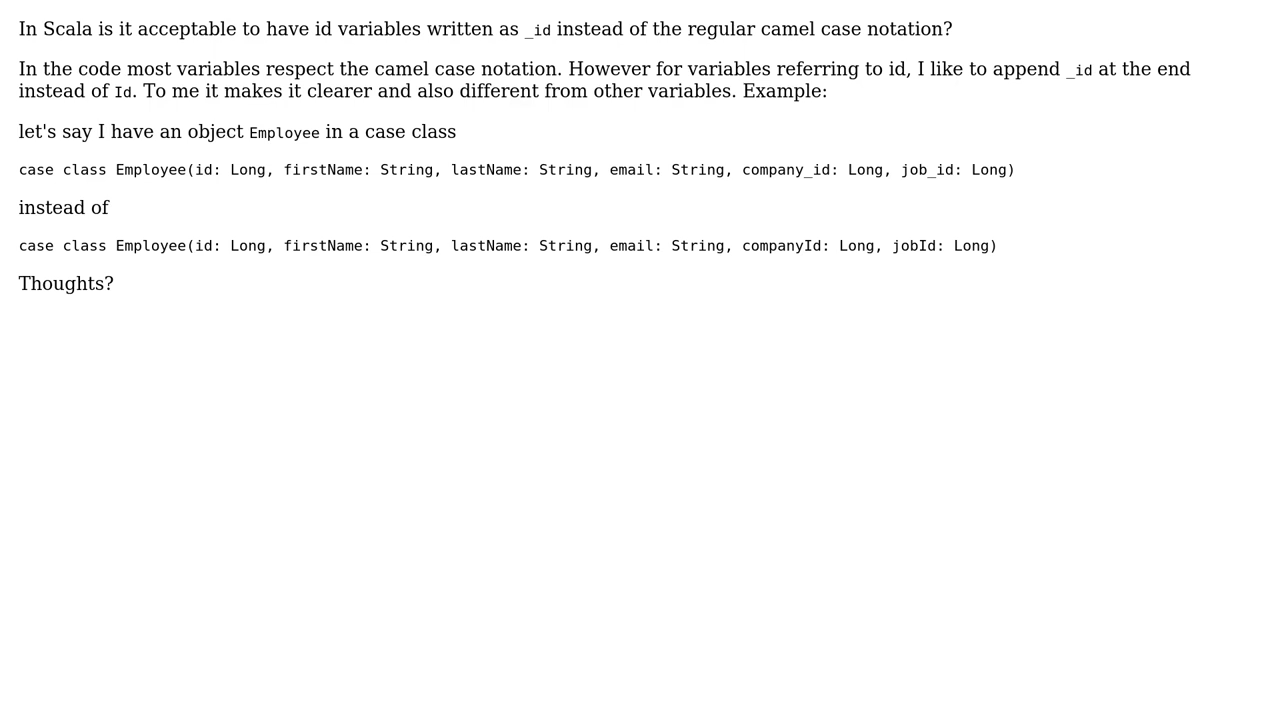 In Scala is it acceptable to have id variables written as _id instead of the regular camel case notation?
In the code most variables respect the camel case notation. However for variables referring to id, I like to append _id at the end
instead of Id. To me it makes it clearer and also different from other variables. Example:
let's say I have an object Employee in a case class
case class Employee(id: Long, firstName: String, lastName: String, email: String, company_id: Long, job_id: Long)
instead of
case class Employee(id: Long, firstName: String, lastName: String, email: String, companyId: Long, jobId: Long)
Thoughts?